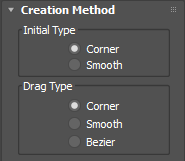 Creation Method
Initial Type
Corner
Smooth
Drag Type
Corner
Smooth
Bezier